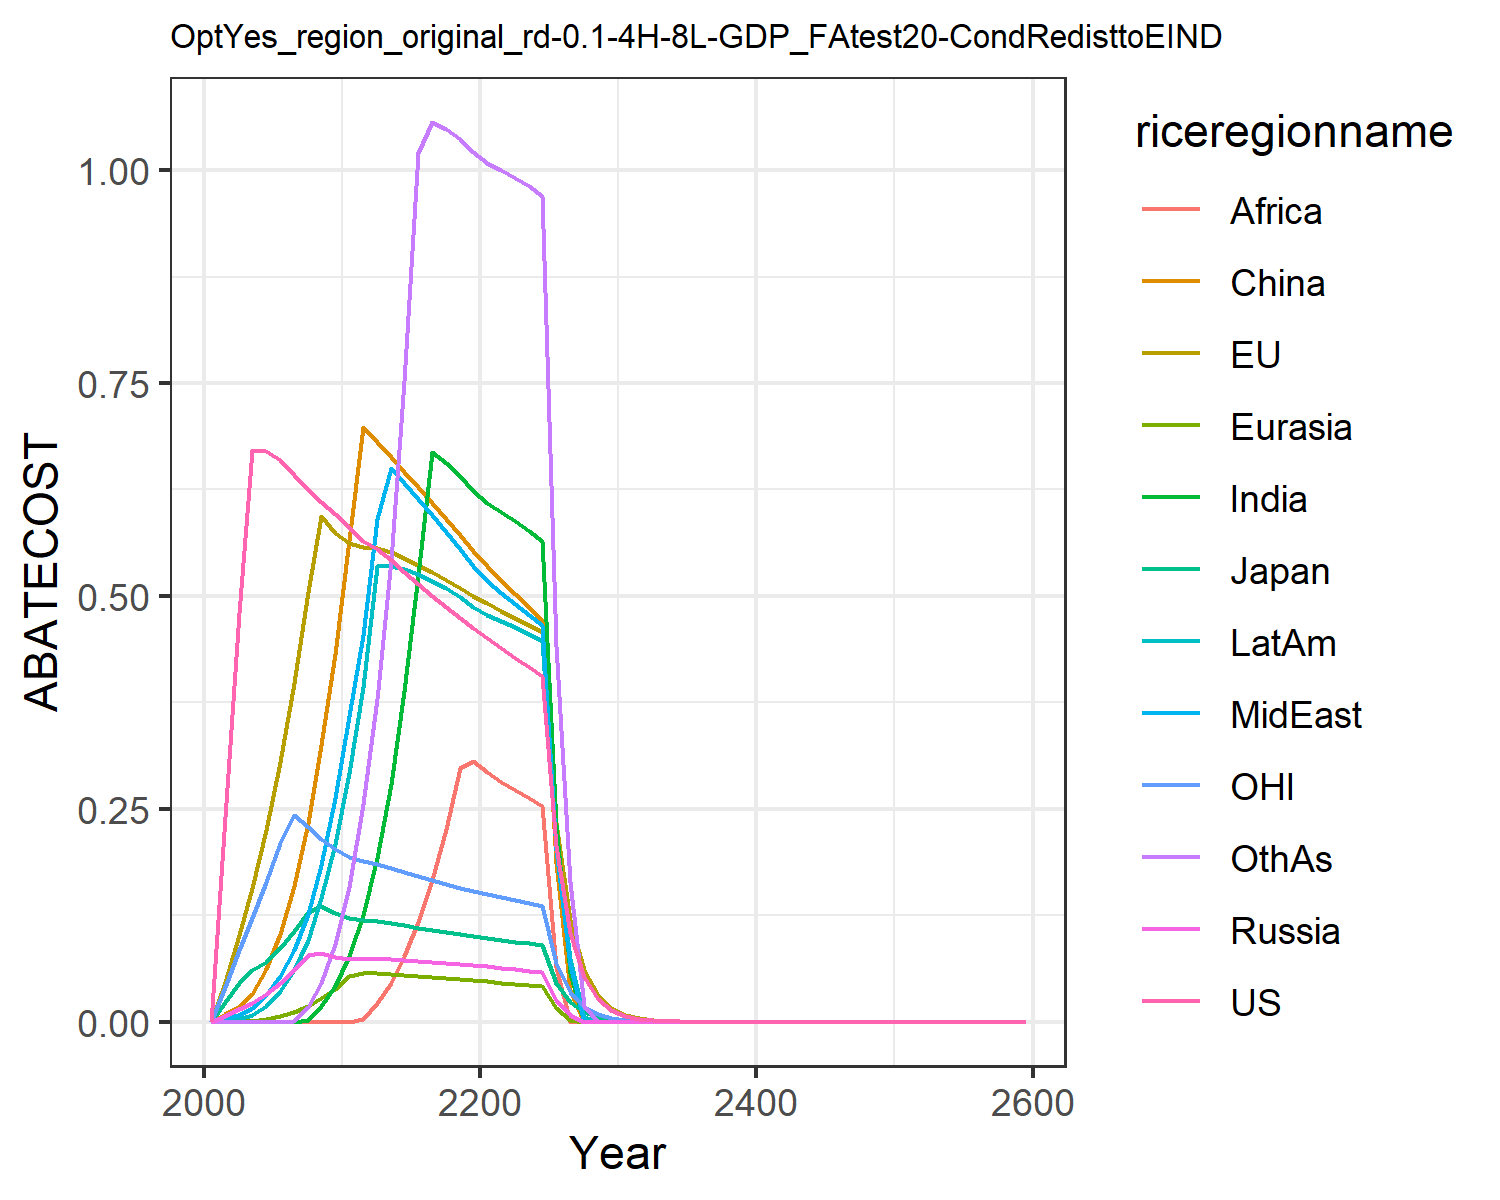 OptYes_region_original_rd-0.1-4H-8L-GDP_FAtest20-CondRedisttoEIND
ABATECOST
1.00
0.75
0.50
0.25
0.00
2000
2200
2400
2600
Year
riceregionname
Africa
China
EU
Eurasia
India
Japan
LatAm
MidEast
OHI
OthAs
Russia
US